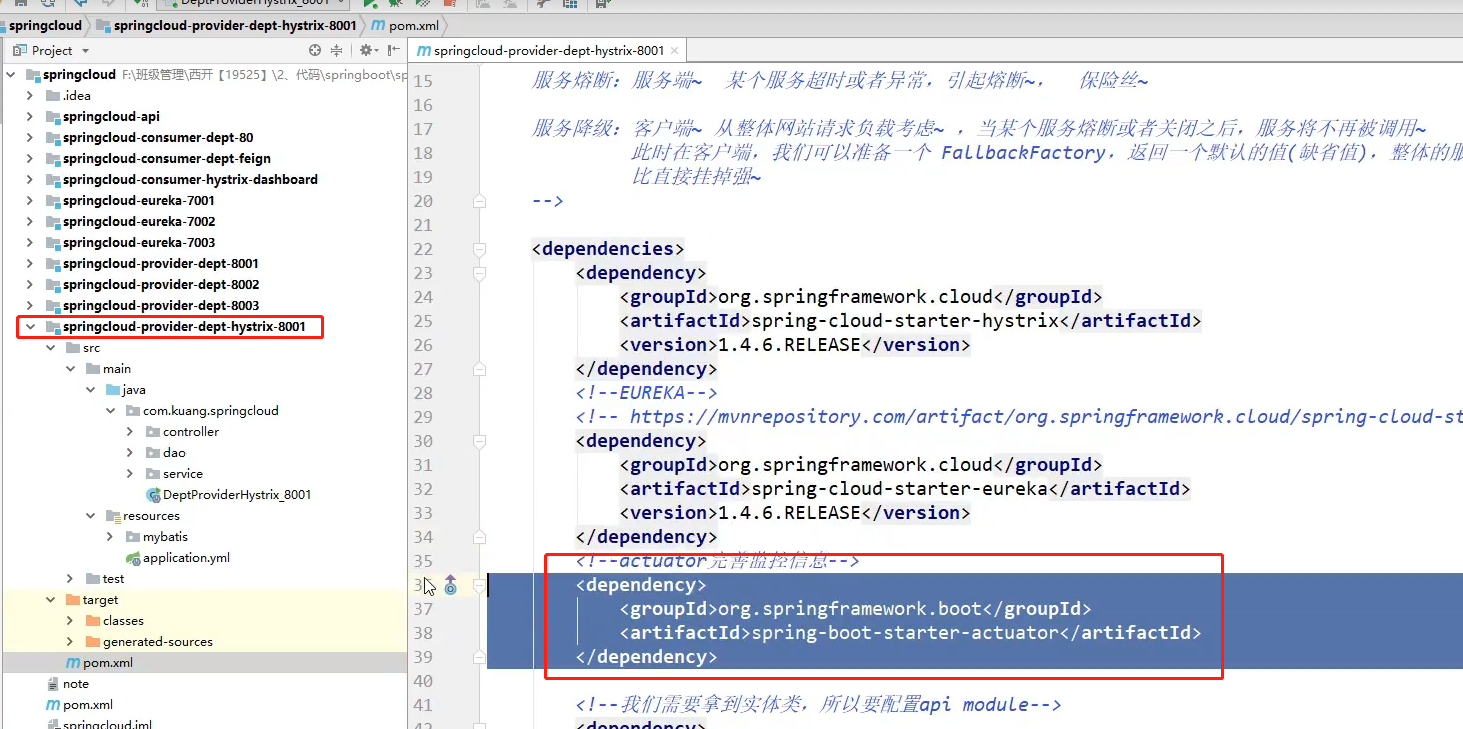 DeptProviderHystrix_8001
springcloud
springcloud-provider-dept-hystrix-8001
pom.xml
Project
springcloud F:\班级管理\西开【19525】\2、代码\springboot\sp
.idea
springcloud-api
springcloud-consumer-dept-80
springcloud-consumer-dept-feign
springcloud-consumer-hystrix-dashboard
springcloud-eureka-7001
springcloud-eureka-7002
springcloud-eureka-7003
springcloud-provider-dept-8001
springcloud-provider-dept-8002
springcloud-provider-dept-8003
springcloud-provider-dept-hystrix-8001
src
main
java
com.kuang.springcloud
controller
dao
service
DeptProviderHystrix_8001
resources
mybatis
application.yml
test
target
classes
generated-sources
pom.xml
note
pom.xml
springcloud.iml
springcloud-provider-dept-hystrix-8001
15 服务熔断：服务端~ 某个服务超时或者异常，引起熔断~， 保险丝~
16
17 服务降级：客户端~ 从整体网站请求负载考虑~ ，当某个服务熔断或者关闭之后，服务将不再被调用~
18 此时在客户端，我们可以准备一个 FallbackFactory，返回一个默认的值(缺省值)，整体的服
19 比直接挂掉强~
20 -->
21
22 <dependencies>
23 <dependency>
24 <groupId>org.springframework.cloud</groupId>
25 <artifactId>spring-cloud-starter-hystrix</artifactId>
26 <version>1.4.6.RELEASE</version>
27 </dependency>
28 <!--EUREKA-->
29 <!-- https://mvnrepository.com/artifact/org.springframework.cloud/spring-cloud-st
30 <dependency>
31 <groupId>org.springframework.cloud</groupId>
32 <artifactId>spring-cloud-starter-eureka</artifactId>
33 <version>1.4.6.RELEASE</version>
34 </dependency>
35 <!--actuator完善监控信息-->
<dependency>
37 <groupId>org.springframework.boot</groupId>
38 <artifactId>spring-boot-starter-actuator</artifactId>
39 </dependency>
40
41 <!--我们需要拿到实体类，所以要配置api module-->
42 <dependency>